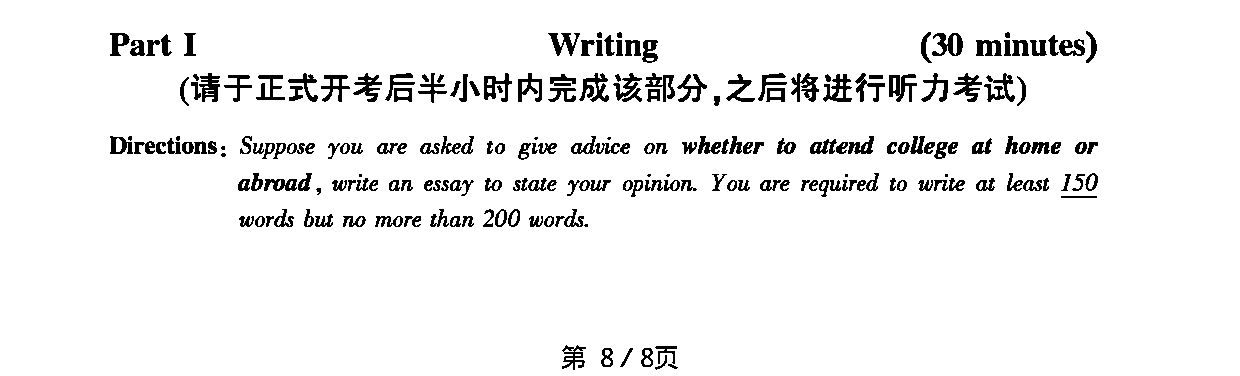 Part I Writing (30 minutes)
(请于正式开考后半小时内完成该部分,之后将进行听力考试)
Directions: Suppose you are asked to give advice on whether to attend college at home or
abroad, write an essay to state your opinion. You are required to write at least 150
words but no more than 200 words.
第 8 / 8页